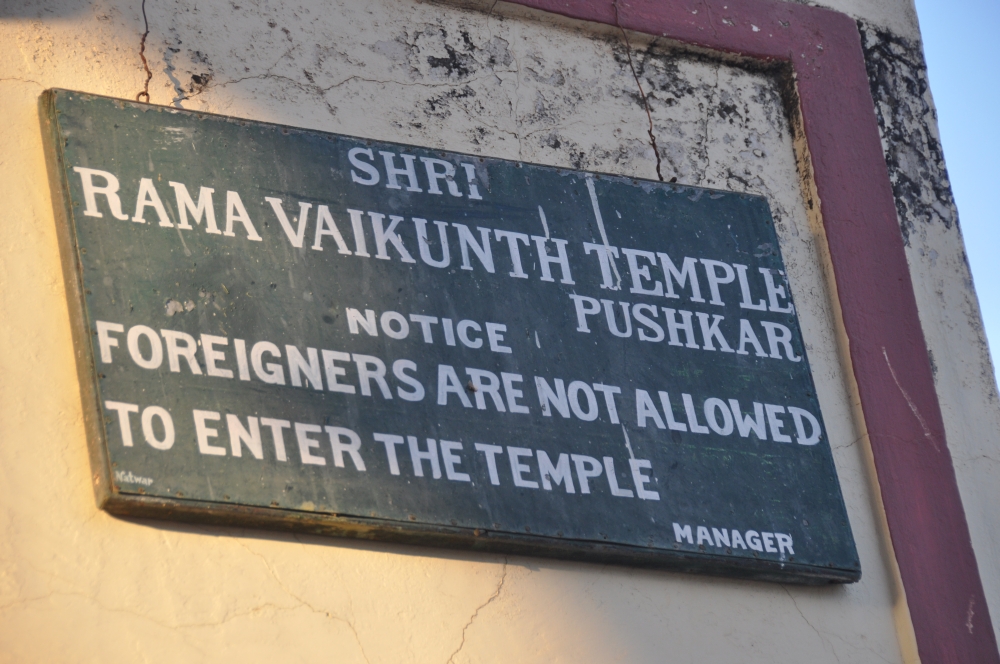 SHRI
RAMA VAIKUNTH TEMPLE
PUSHKAR
NOTICE
FOREIGNERS ARE NOT ALLOWED
TO ENTER THE TEMPLE
MANAGER